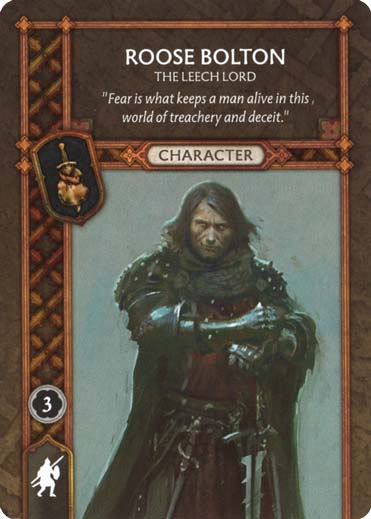 ROOSE BOLTON
THE LEECH LORD
"Fear is what keeps a man alive in this
world of treachery and deceit."
CHARACTER
3